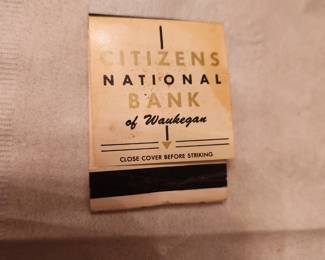 CITIZENS
NATIONAL
BANK
of Waukegan
CLOSE COVER BEFORE STRIKING